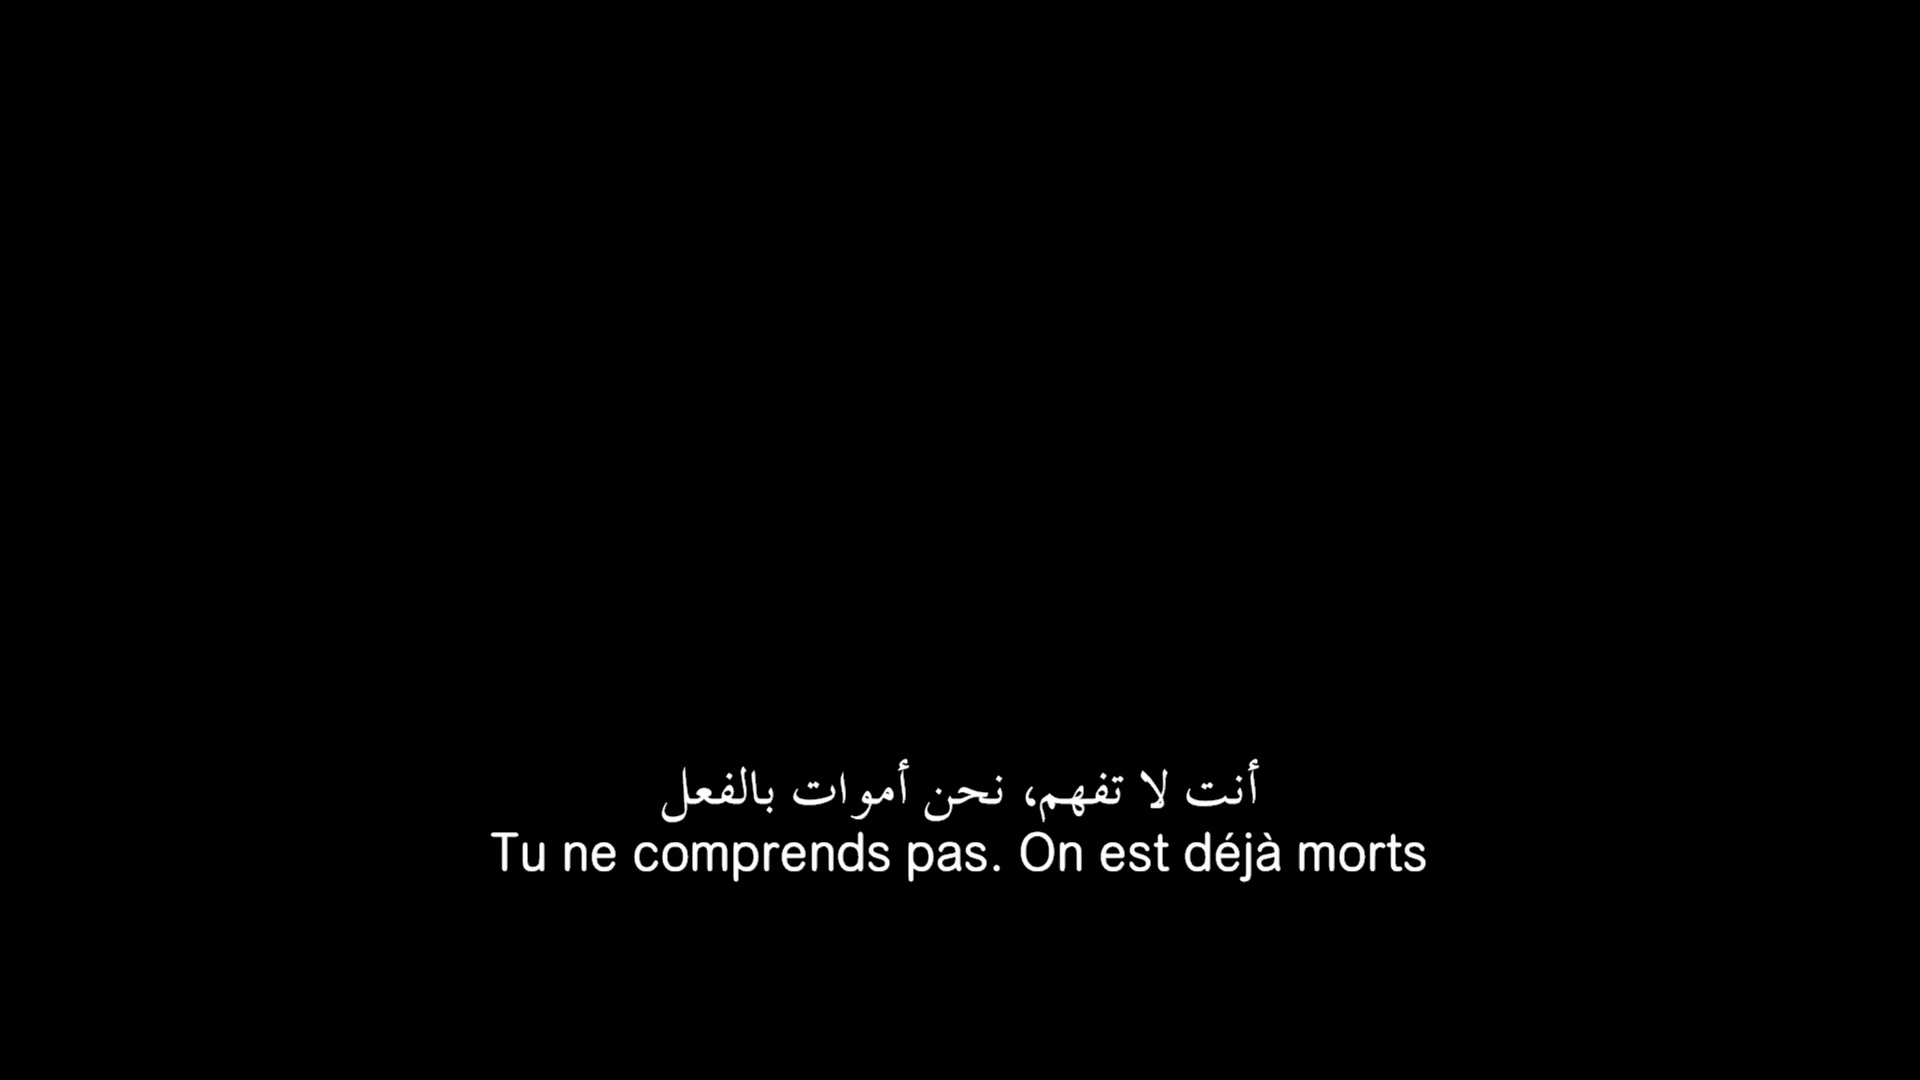 أنت لا تفهم، نحن أموات بالفعل
Tu ne comprends pas. On est déjà morts